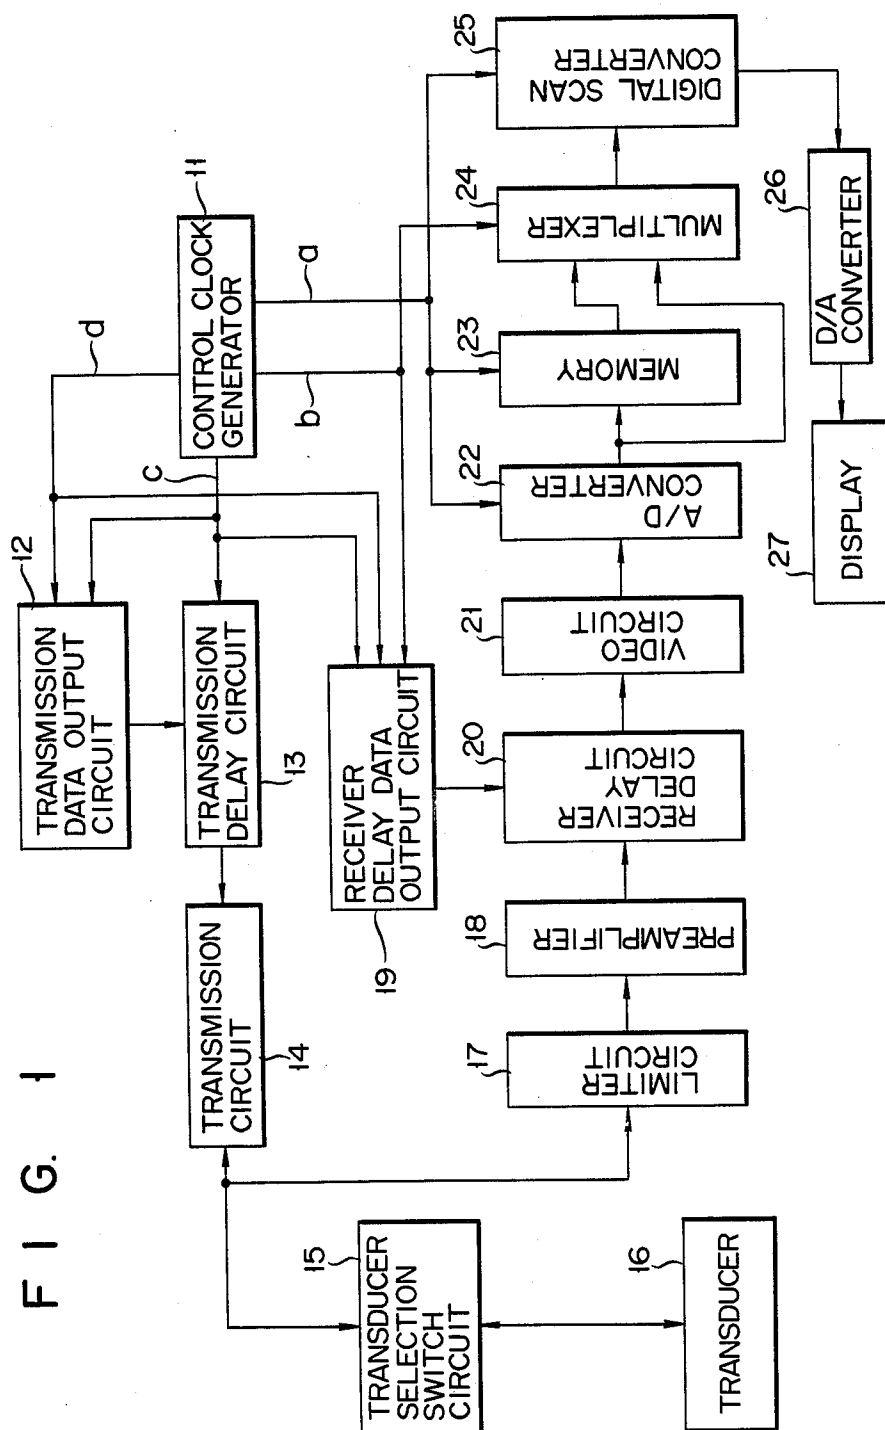 FIG. 1
11
CONTROL CLOCK
GENERATOR
a
b
c
d
12
TRANSMISSION
DATA OUTPUT
CIRCUIT
TRANSMISSION
DELAY CIRCUIT
13
TRANSMISSION
CIRCUIT
14
15
TRANSDUCER
SELECTION
SWITCH
CIRCUIT
16
TRANSDUCER
17
LIMITER
CIRCUIT
18
PREAMPLIFIER
RECEIVER
DELAY DATA
OUTPUT CIRCUIT
19
20
RECEIVER
DELAY
CIRCUIT
21
VIDEO
CIRCUIT
22
A/D
CONVERTER
23
MEMORY
24
MULTIPLEXER
25
DIGITAL SCAN
CONVERTER
26
D/A
CONVERTER
27
DISPLAY